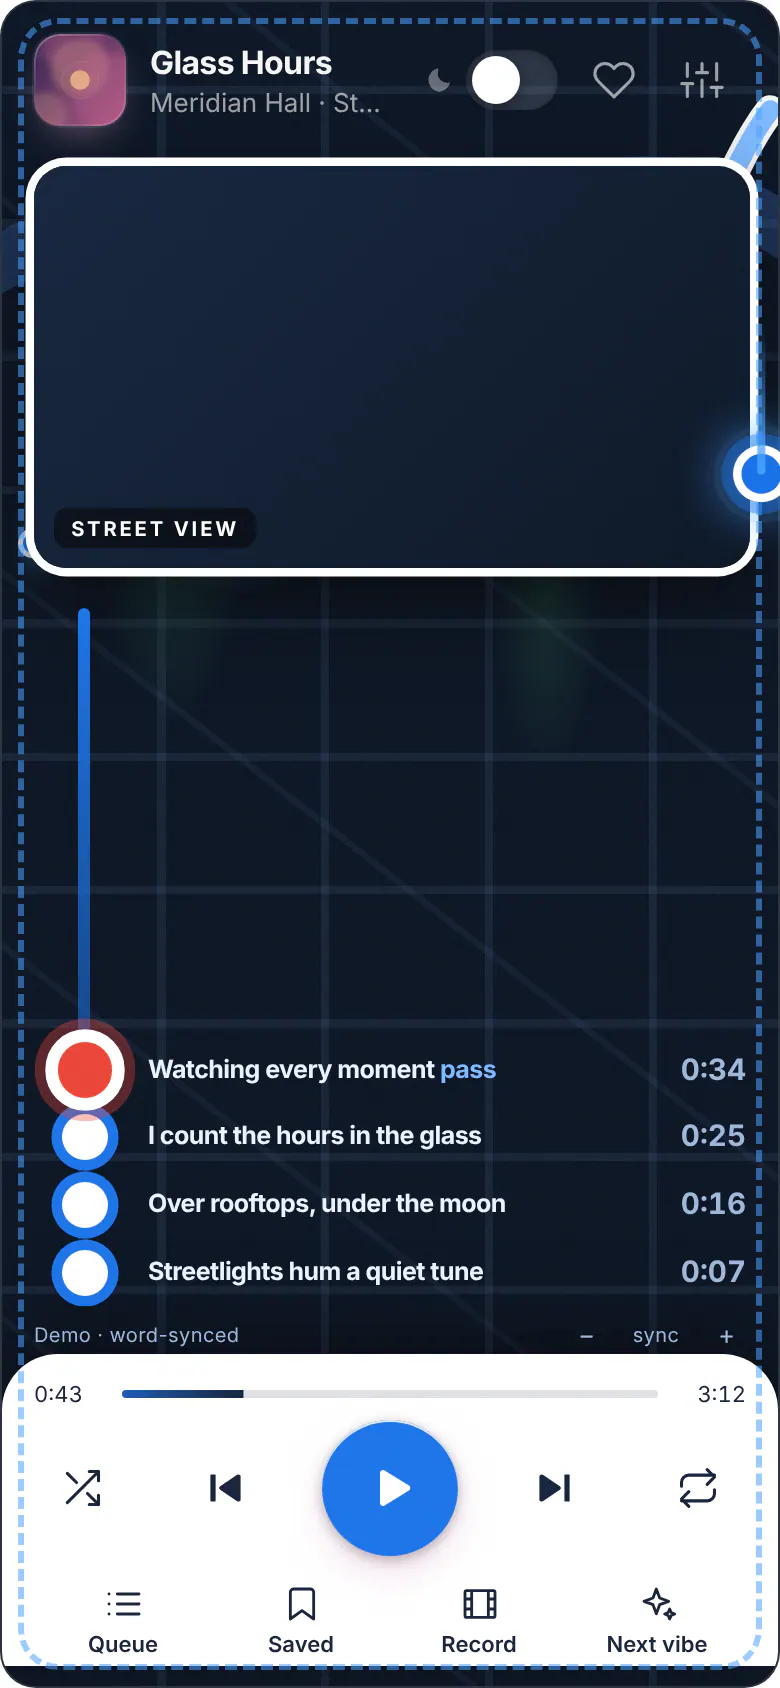 Glass Hours
Meridian Hall · St...
STREET VIEW
Watching every moment pass 0:34
I count the hours in the glass 0:25
Over rooftops, under the moon 0:16
Streetlights hum a quiet tune 0:07
Demo · word-synced − sync +
0:43 3:12
Queue Saved Record Next vibe